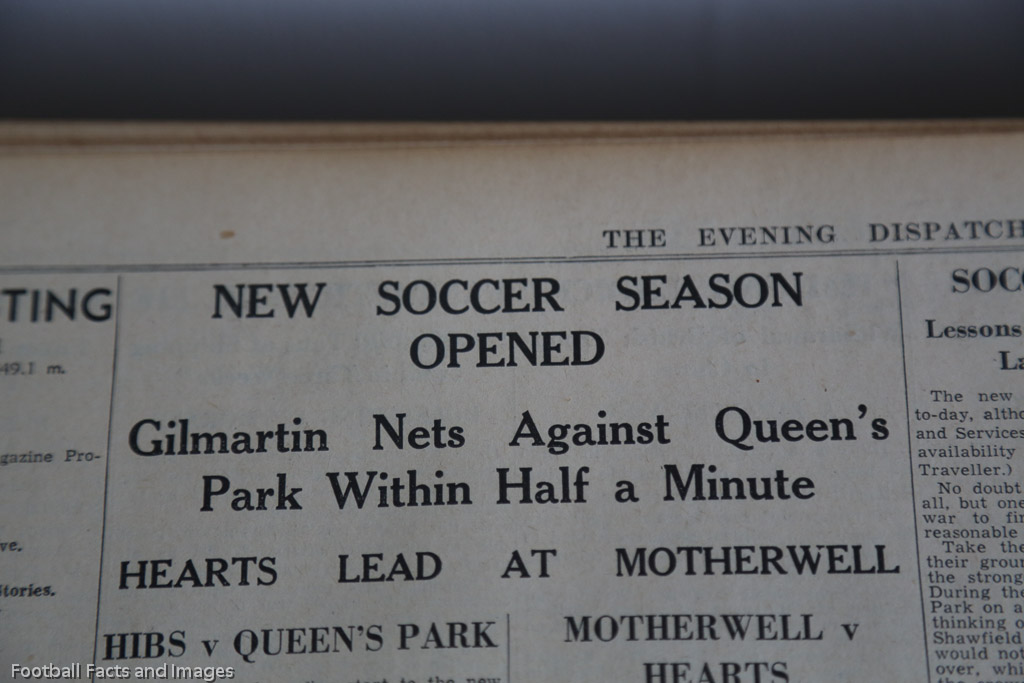 THE EVENING DISPATCH
TING
49.1 m.
gazine Pro-
ve.
tories.
NEW SOCCER SEASON
OPENED
Gilmartin Nets Against Queen's
Park Within Half a Minute
HEARTS LEAD AT MOTHERWELL
HIBS v QUEEN'S PARK
MOTHERWELL v
HEARTS
SOC
Lessons
La
The new
to-day, altho
and Services
availability
Traveller.)
No doubt
all, but one
war to fin
reasonable
Take the
their groun
the strong
During the
Park on a
thinking o
Shawfield
would not
over, whi
Football Facts and Images